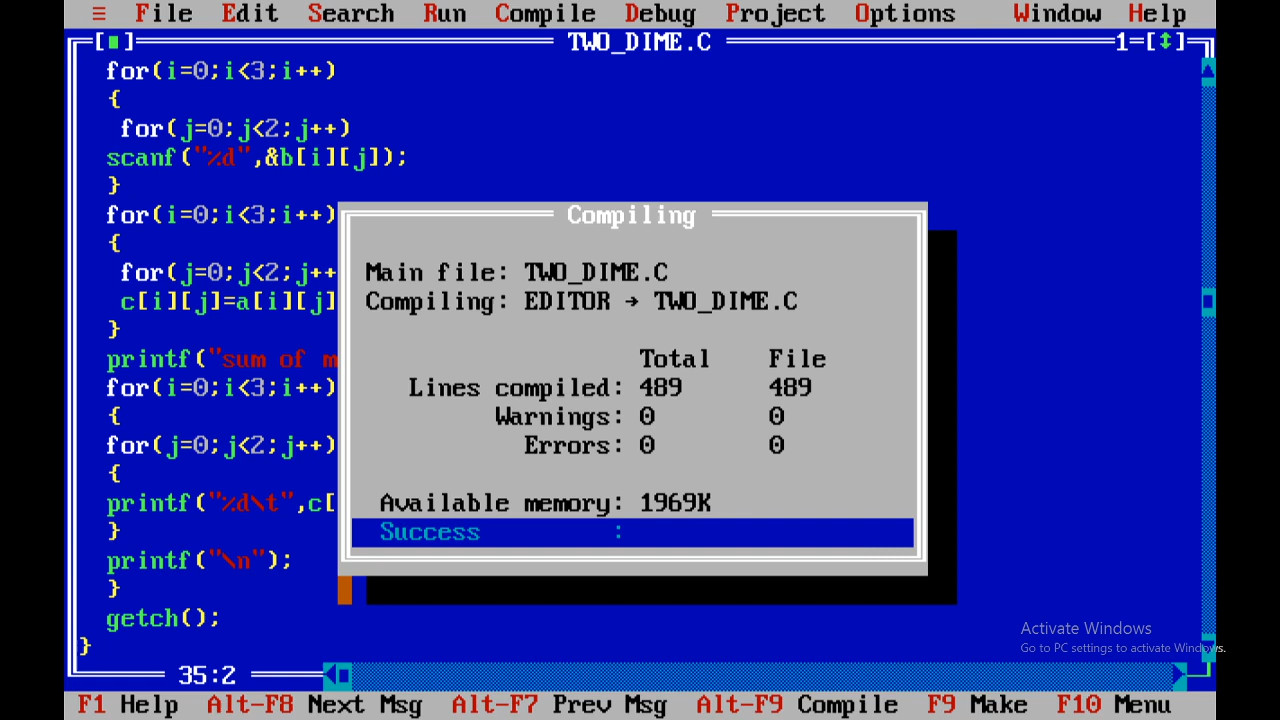 ≡ File Edit Search Run Compile Debug Project Options Window Help
[■] TWO_DIME.C 1=[↕]
for(i=0;i<3;i++)
{
for(j=0;j<2;j++)
scanf("%d",&b[i][j]);
}
for(i=0;i<3;i++)
{
for(j=0;j<2;j++
c[i][j]=a[i][j]
}
printf("sum of m
for(i=0;i<3;i++)
{
for(j=0;j<2;j++)
{
printf("%d\t",c[
}
printf("\n");
}
getch();
}
Compiling
Main file: TWO_DIME.C
Compiling: EDITOR → TWO_DIME.C
Total File
Lines compiled: 489 489
Warnings: 0 0
Errors: 0 0
Available memory: 1969K
Success :
Activate Windows
Go to PC settings to activate Windows.
35:2
F1 Help Alt-F8 Next Msg Alt-F7 Prev Msg Alt-F9 Compile F9 Make F10 Menu